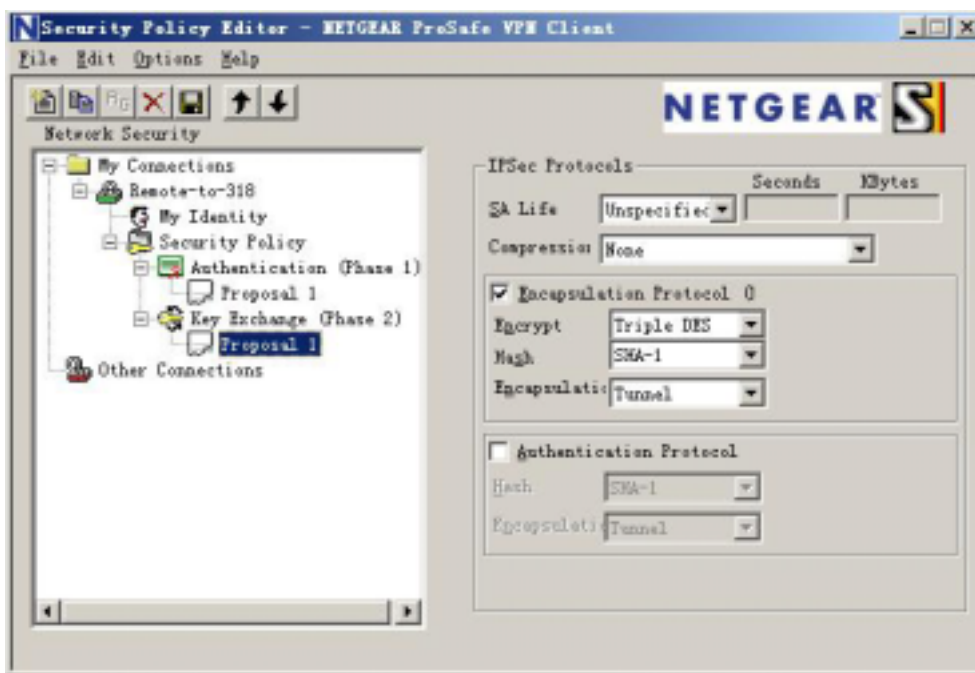 Security Policy Editor - NETGEAR ProSafe VPN Client
File Edit Options Help
NETGEAR
Network Security
My Connections
Remote-to-318
My Identity
Security Policy
Authentication (Phase 1)
Proposal 1
Key Exchange (Phase 2)
Proposal 1
Other Connections
IPSec Protocols
Seconds KBytes
SA Life Unspecified
Compression None
Encapsulation Protocol ()
Encrypt Triple DES
Hash SHA-1
Encapsulatio Tunnel
Authentication Protocol
Hash SHA-1
Encapsulatio Tunnel